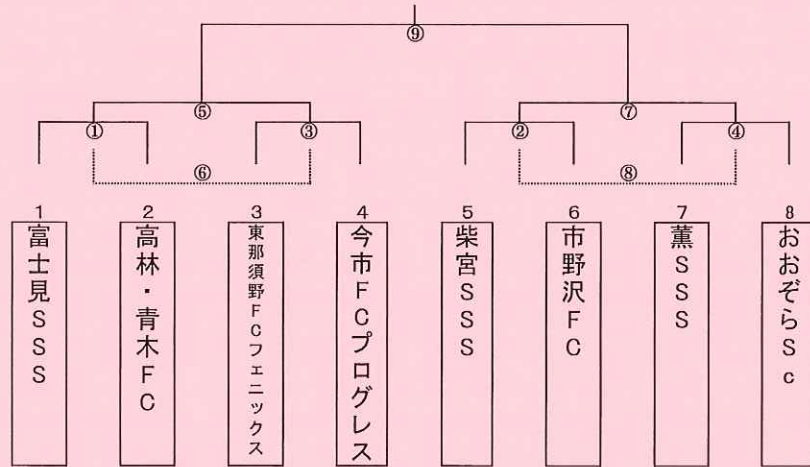 ⑨
⑤
⑦
①
③
②
④
⑥
⑧
1
2
3
4
5
6
7
8
富士見SSS
高林・青木FC
東那須野FCフェニックス
今市FCプログレス
柴宮SSS
市野沢FC
薫SSS
おおぞらSc